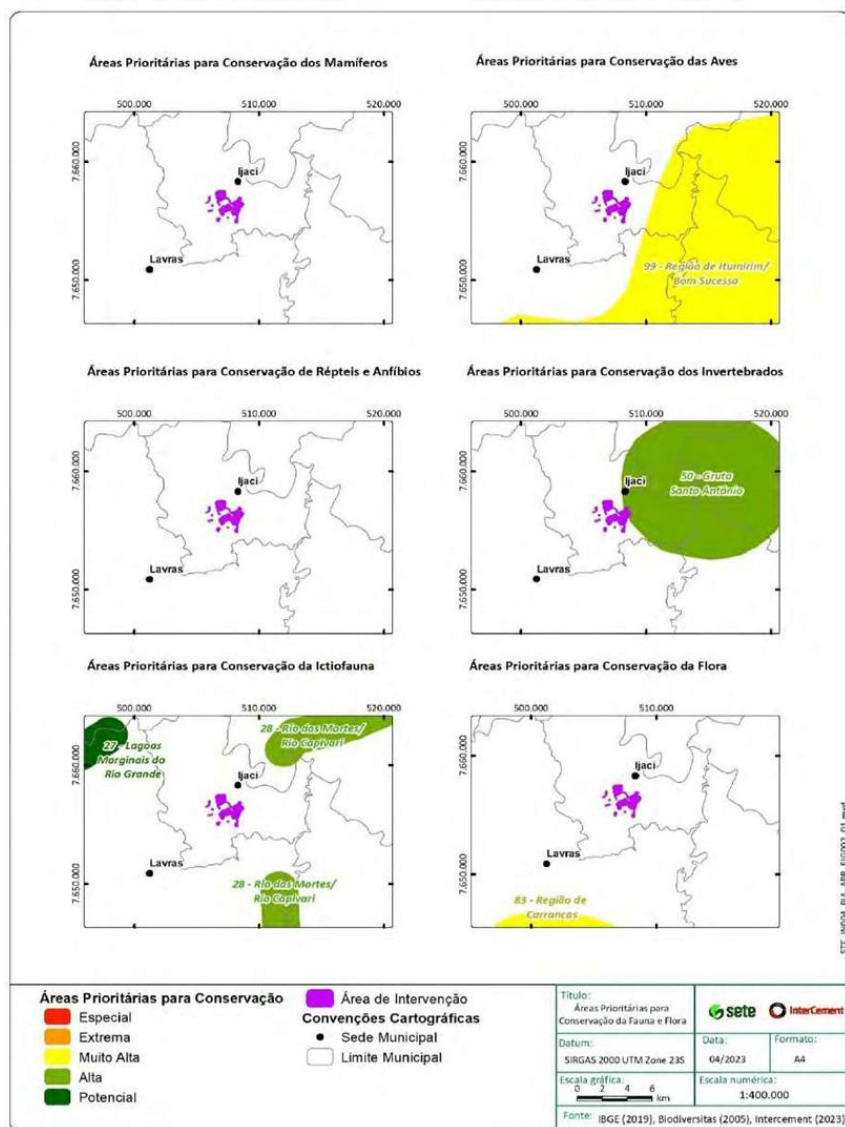 Áreas Prioritárias para Conservação dos Mamíferos
500.000 510.000 520.000
7.660.000
7.650.000
Ijaci
Lavras
Áreas Prioritárias para Conservação das Aves
500.000 510.000 520.000
7.660.000
7.650.000
Ijaci
Lavras
99 - Região de Itumirim/
Bom Sucesso
Áreas Prioritárias para Conservação de Répteis e Anfíbios
500.000 510.000 520.000
7.660.000
7.650.000
Ijaci
Lavras
Áreas Prioritárias para Conservação dos Invertebrados
500.000 510.000 520.000
7.660.000
7.650.000
Ijaci
Lavras
50 - Gruta
Santo Antônio
Áreas Prioritárias para Conservação da Ictiofauna
500.000 510.000 520.000
7.660.000
7.650.000
27 - Lagoas
Marginais do
Rio Grande
28 - Rio das Mortes/
Rio Capivari
Ijaci
Lavras
28 - Rio das Mortes/
Rio Capivari
Áreas Prioritárias para Conservação da Flora
500.000 510.000
7.660.000
7.650.000
Ijaci
Lavras
83 - Região de
Carrancas
Áreas Prioritárias para Conservação
Especial
Extrema
Muito Alta
Alta
Potencial
Área de Intervenção
Convenções Cartográficas
Sede Municipal
Limite Municipal
Título:
Áreas Prioritárias para
Conservação da Fauna e Flora
sete InterCement
Datum:
SIRGAS 2000 UTM Zone 23S
Data:
04/2023
Formato:
A4
Escala gráfica:
0 2 4 6
km
Escala numérica:
1:400.000
Fonte: IBGE (2019), Biodiversitas (2005), Intercement (2023)